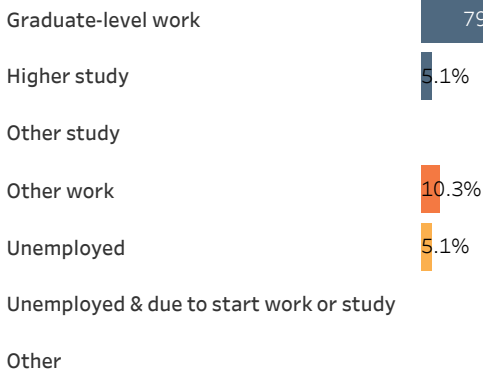 Graduate-level work 79
Higher study 5.1%
Other study
Other work 10.3%
Unemployed 5.1%
Unemployed & due to start work or study
Other